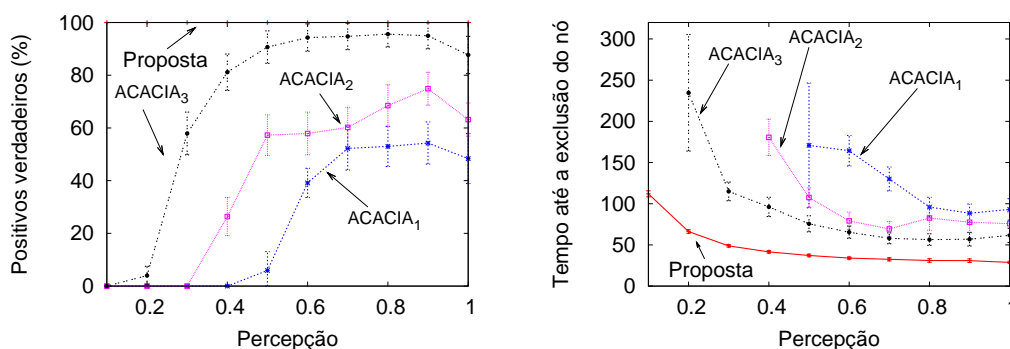 Positivos verdadeiros (%)
100
80
60
40
20
0
0.2
0.4
0.6
0.8
1
Percepção
Proposta
ACACIA3
ACACIA2
ACACIA1
Tempo até a exclusão do nó
300
250
200
150
100
50
0
0.2
0.4
0.6
0.8
1
Percepção
ACACIA2
ACACIA3
ACACIA1
Proposta